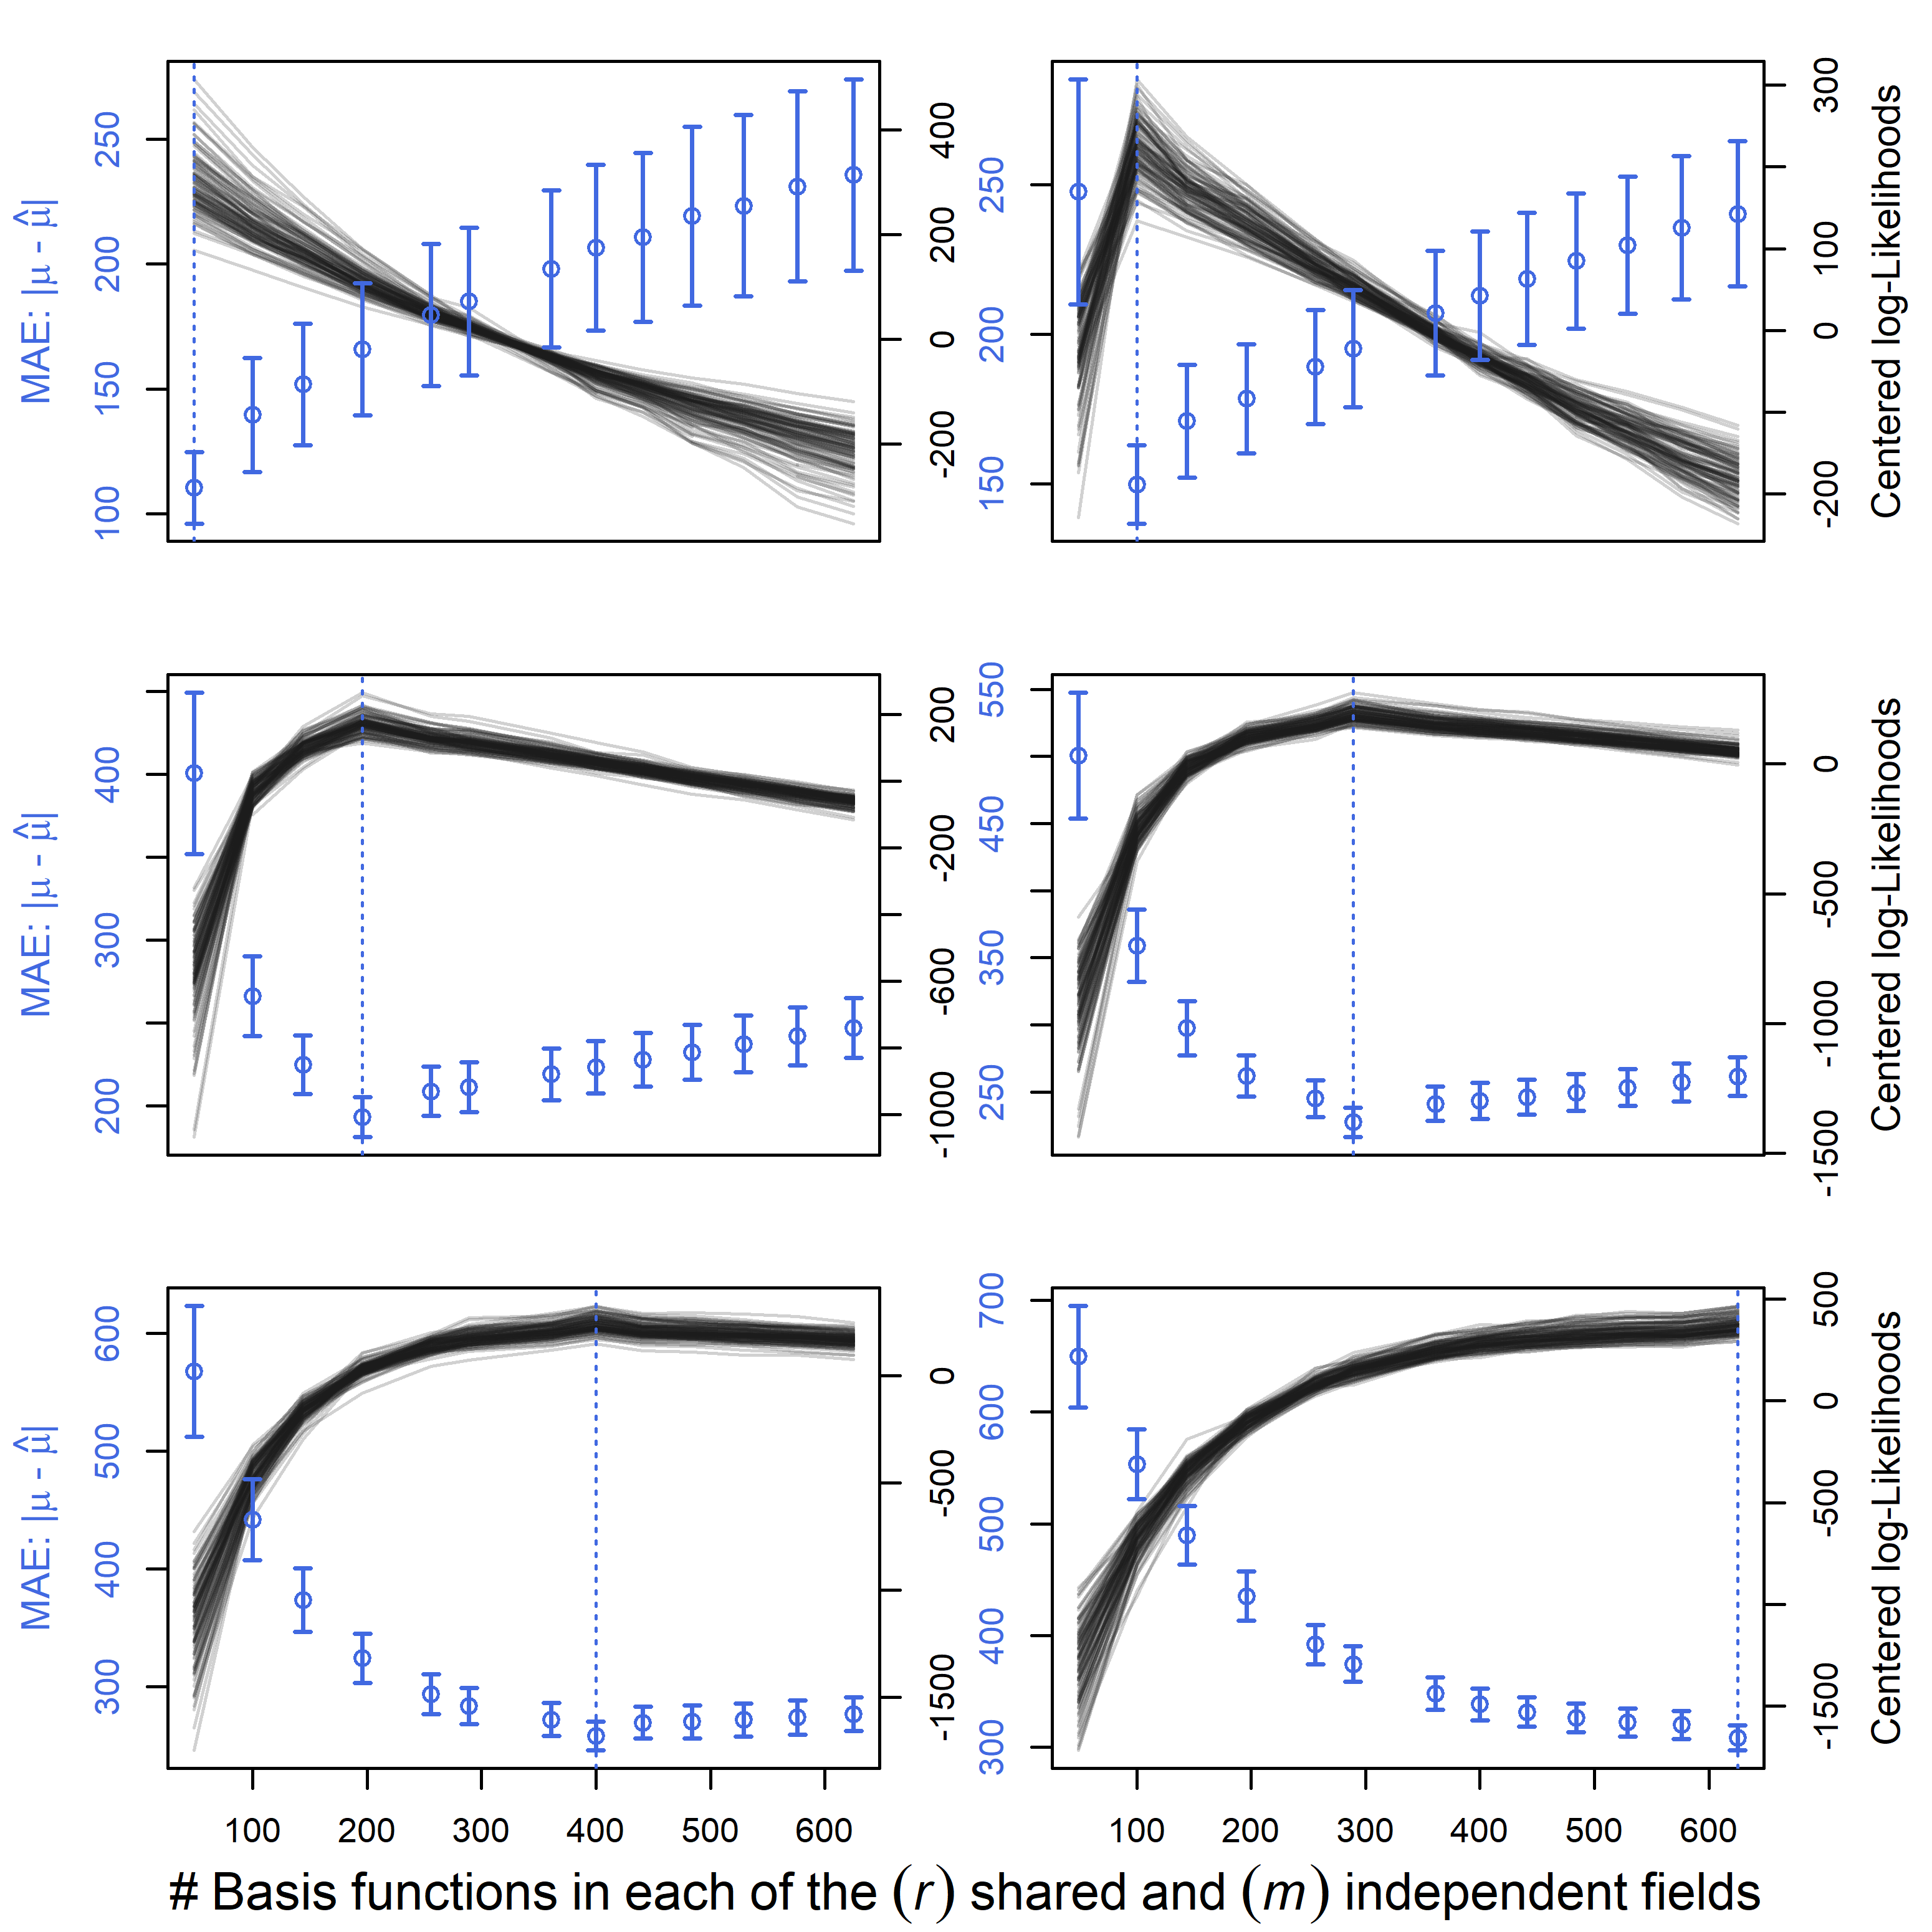 MAE: |μ - μ̂|
100 150 200 250
-200 0 200 400
150 200 250
-200 0 100 300
Centered log-Likelihoods
MAE: |μ - μ̂|
200 300 400
-1000 -600 -200 200
250 350 450 550
-1500 -1000 -500 0
Centered log-Likelihoods
MAE: |μ - μ̂|
300 400 500 600
-1500 -500 0
300 400 500 600 700
-1500 -500 0 500
Centered log-Likelihoods
100 200 300 400 500 600
100 200 300 400 500 600
# Basis functions in each of the (r) shared and (m) independent fields